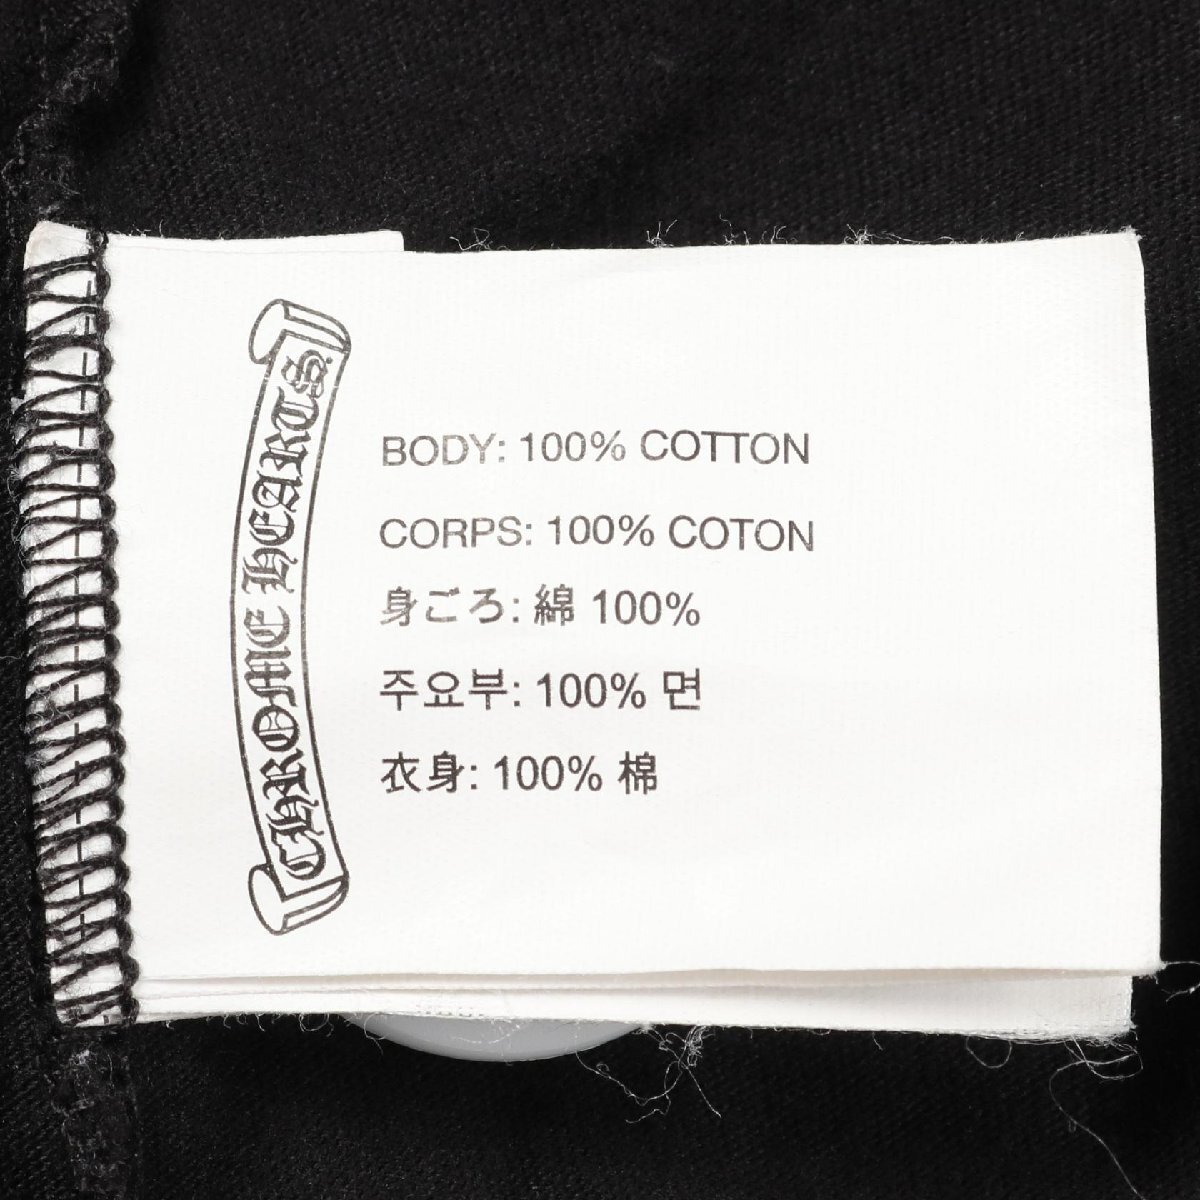 CHROME HEARTS.
BODY: 100% COTTON
CORPS: 100% COTON
身ごろ: 綿 100%
주요부: 100% 면
衣身: 100% 棉